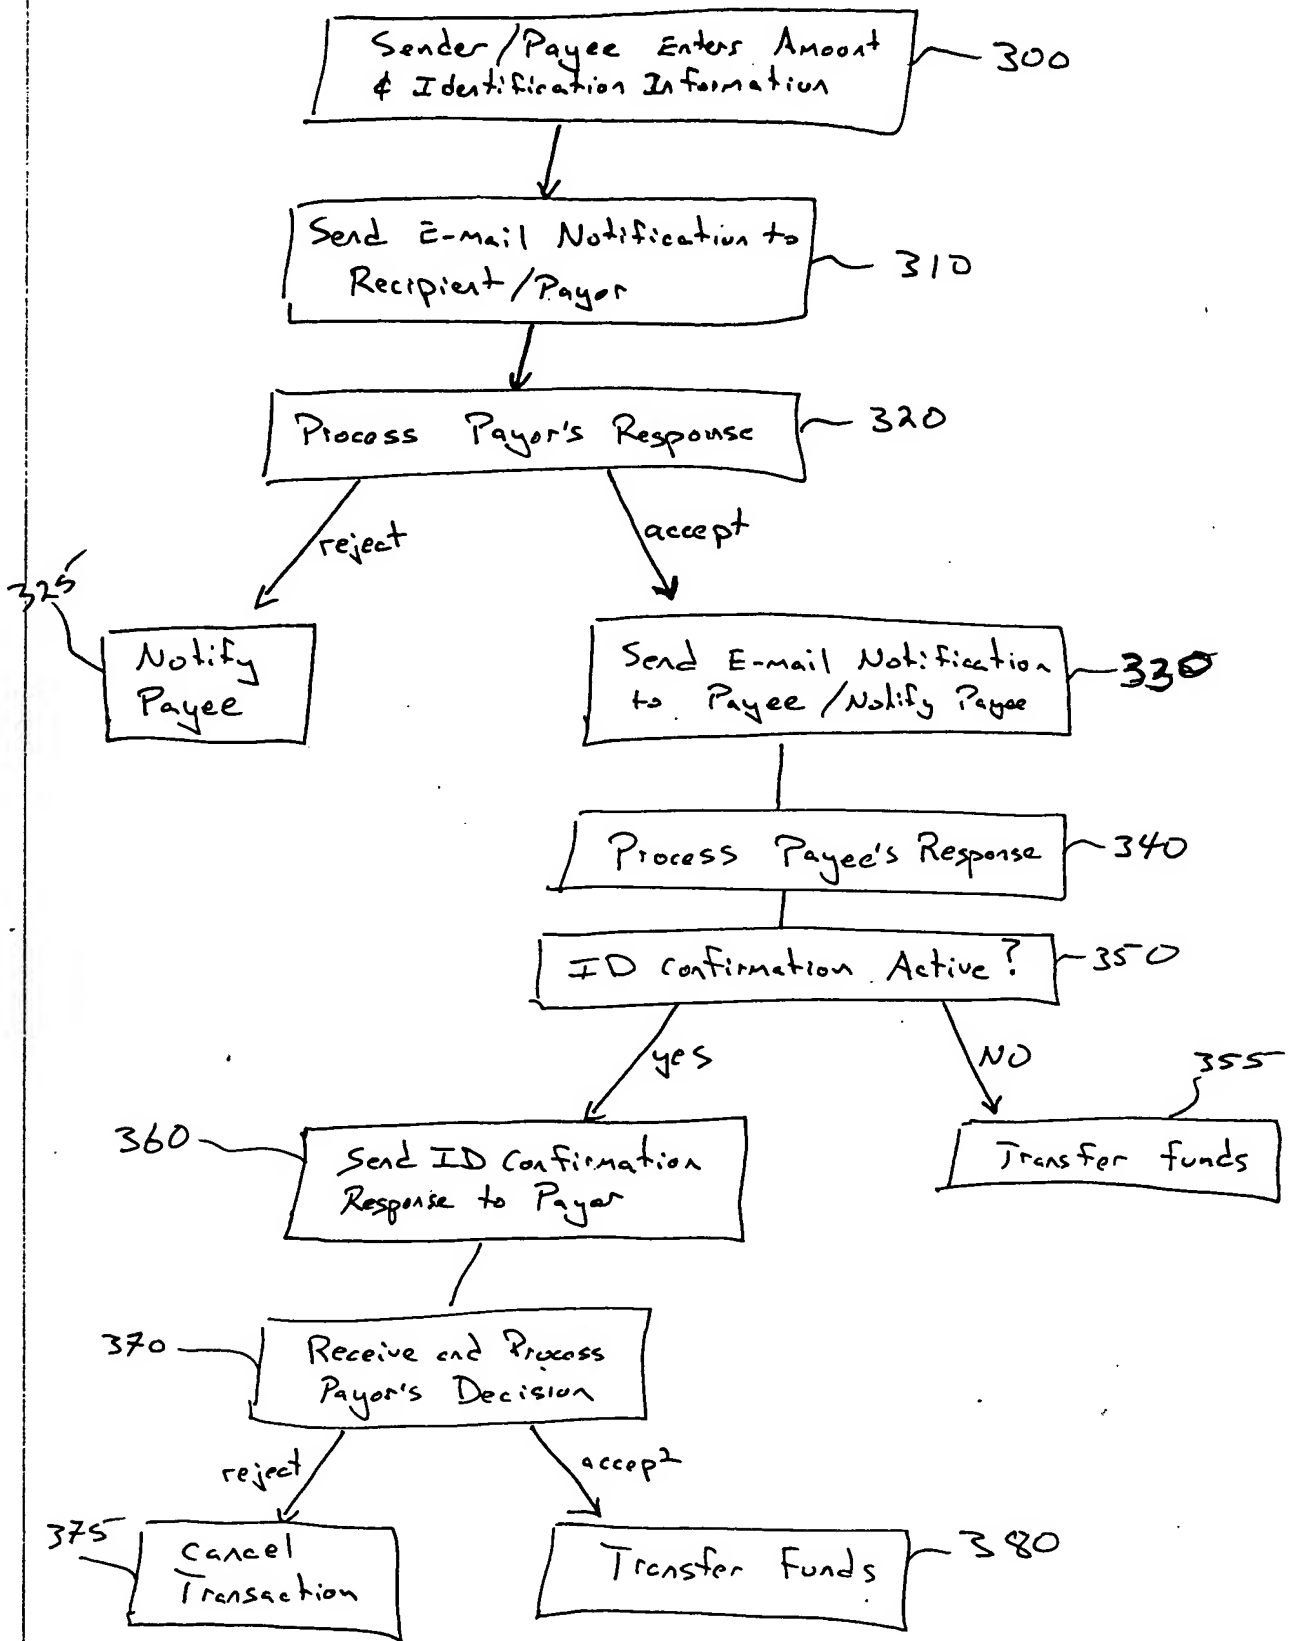 Sender/Payee Enters Amount
& Identification Information
300
Send E-mail Notification to
Recipient/Payor
310
Process Payor's Response
320
reject
accept
325
Notify
Payee
Send E-mail Notification
to Payee/Notify Payee
330
Process Payee's Response
340
ID Confirmation Active?
350
yes
NO
355
360
Send ID Confirmation
Response to Payor
Transfer funds
370
Receive and Process
Payor's Decision
reject
accept
375
Cancel
Transaction
Transfer Funds
380